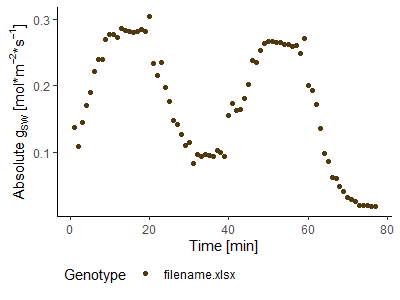 Absolute g_SW [mol*m⁻²*s⁻¹]
0.3
0.2
0.1
0
20
40
60
80
Time [min]
Genotype
filename.xlsx